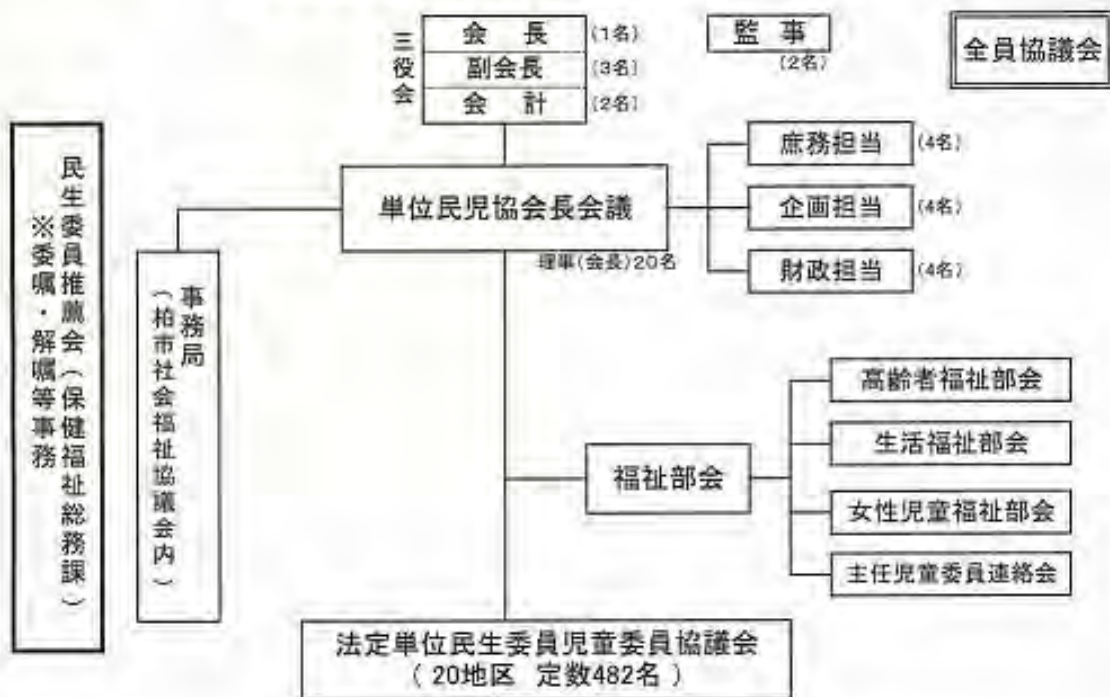 三役会
会　長 (1名)
副会長 (3名)
会　計 (2名)
監　事
(2名)
全員協議会
単位民児協会長会議
理事(会長)20名
庶務担当 (4名)
企画担当 (4名)
財政担当 (4名)
民生委員推薦会(保健福祉総務課)
※委嘱・解嘱等事務
事務局
(柏市社会福祉協議会内)
福祉部会
高齢者福祉部会
生活福祉部会
女性児童福祉部会
主任児童委員連絡会
法定単位民生委員児童委員協議会
( 20地区 定数482名 )